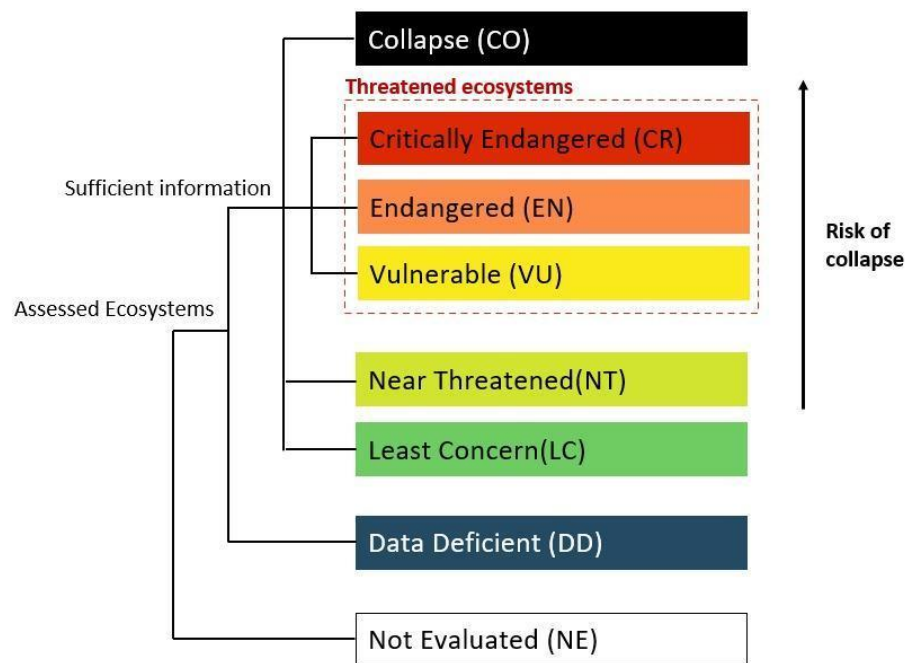 Collapse (CO)
Threatened ecosystems
Critically Endangered (CR)
Sufficient information
Endangered (EN)
Vulnerable (VU)
Risk of
collapse
Assessed Ecosystems
Near Threatened(NT)
Least Concern(LC)
Data Deficient (DD)
Not Evaluated (NE)